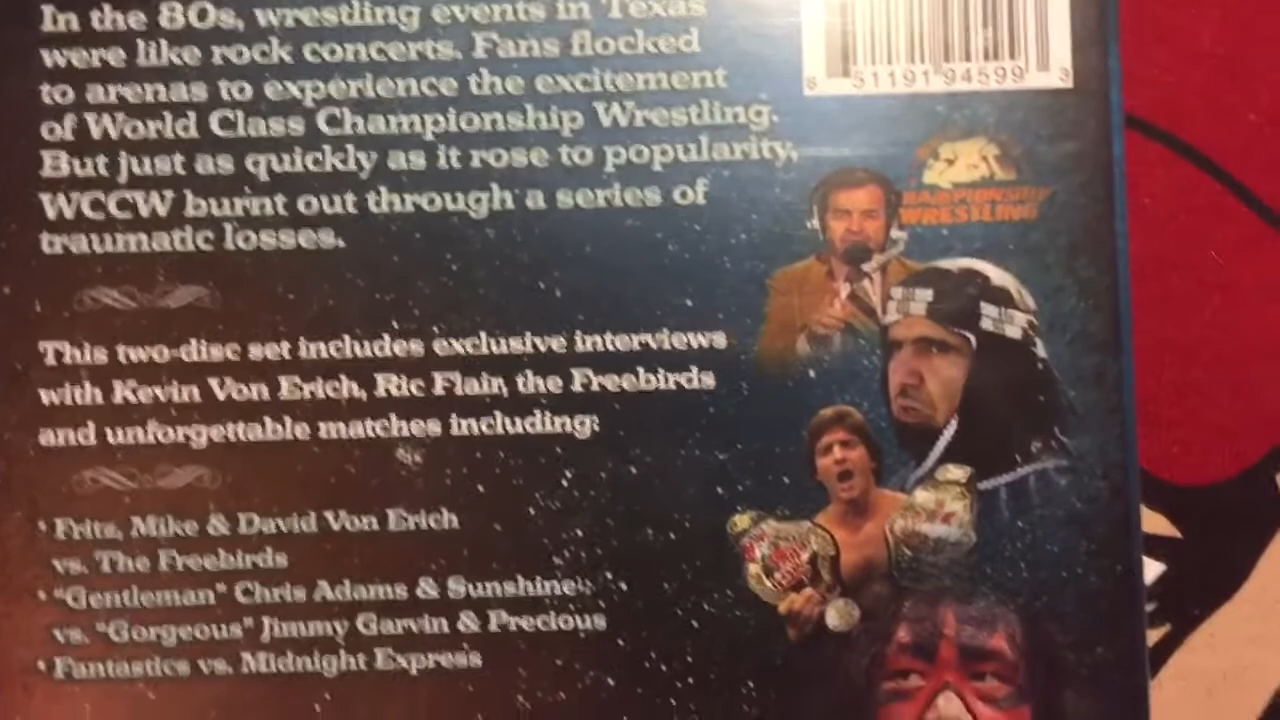 In the 80s, wrestling events in Texas
were like rock concerts. Fans flocked
to arenas to experience the excitement
of World Class Championship Wrestling.
But just as quickly as it rose to popularity,
WCCW burnt out through a series of
traumatic losses.
This two-disc set includes exclusive interviews
with Kevin Von Erich, Ric Flair, the Freebirds
and unforgettable matches including:
• Fritz, Mike & David Von Erich
vs. The Freebirds
• "Gentleman" Chris Adams & Sunshine
vs. "Gorgeous" Jimmy Garvin & Precious
• Fantastics vs. Midnight Express
6 51191 94599 3
CHAMPIONSHIP
WRESTLING